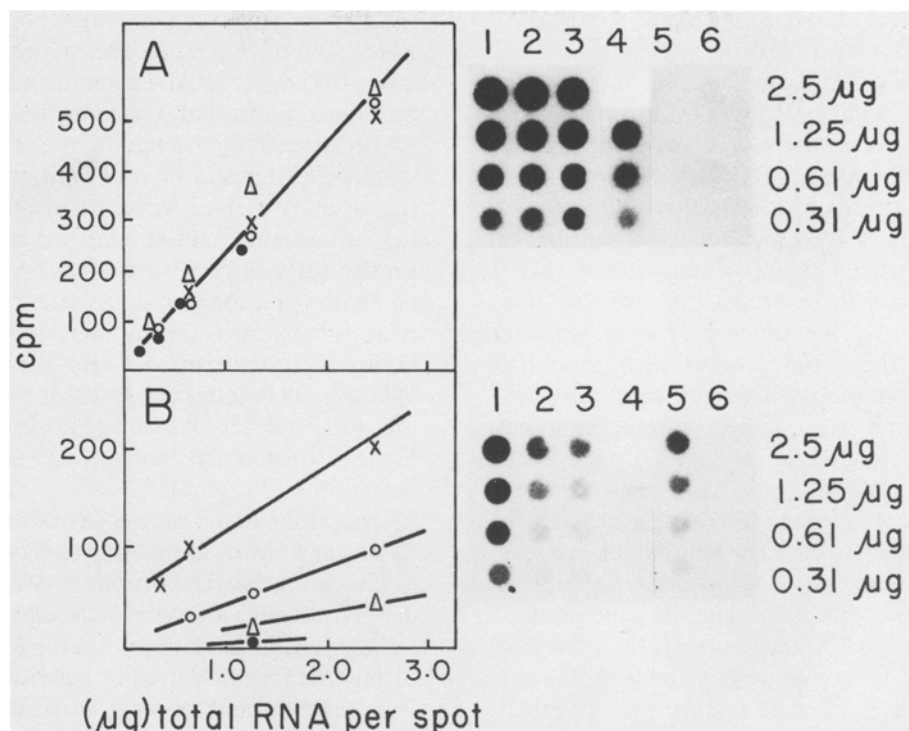 A
500
400
300
200
100
cpm
1 2 3 4 5 6
2.5 µg
1.25 µg
0.61 µg
0.31 µg
B
200
100
1.0 2.0 3.0
(µg) total RNA per spot
1 2 3 4 5 6
2.5 µg
1.25 µg
0.61 µg
0.31 µg